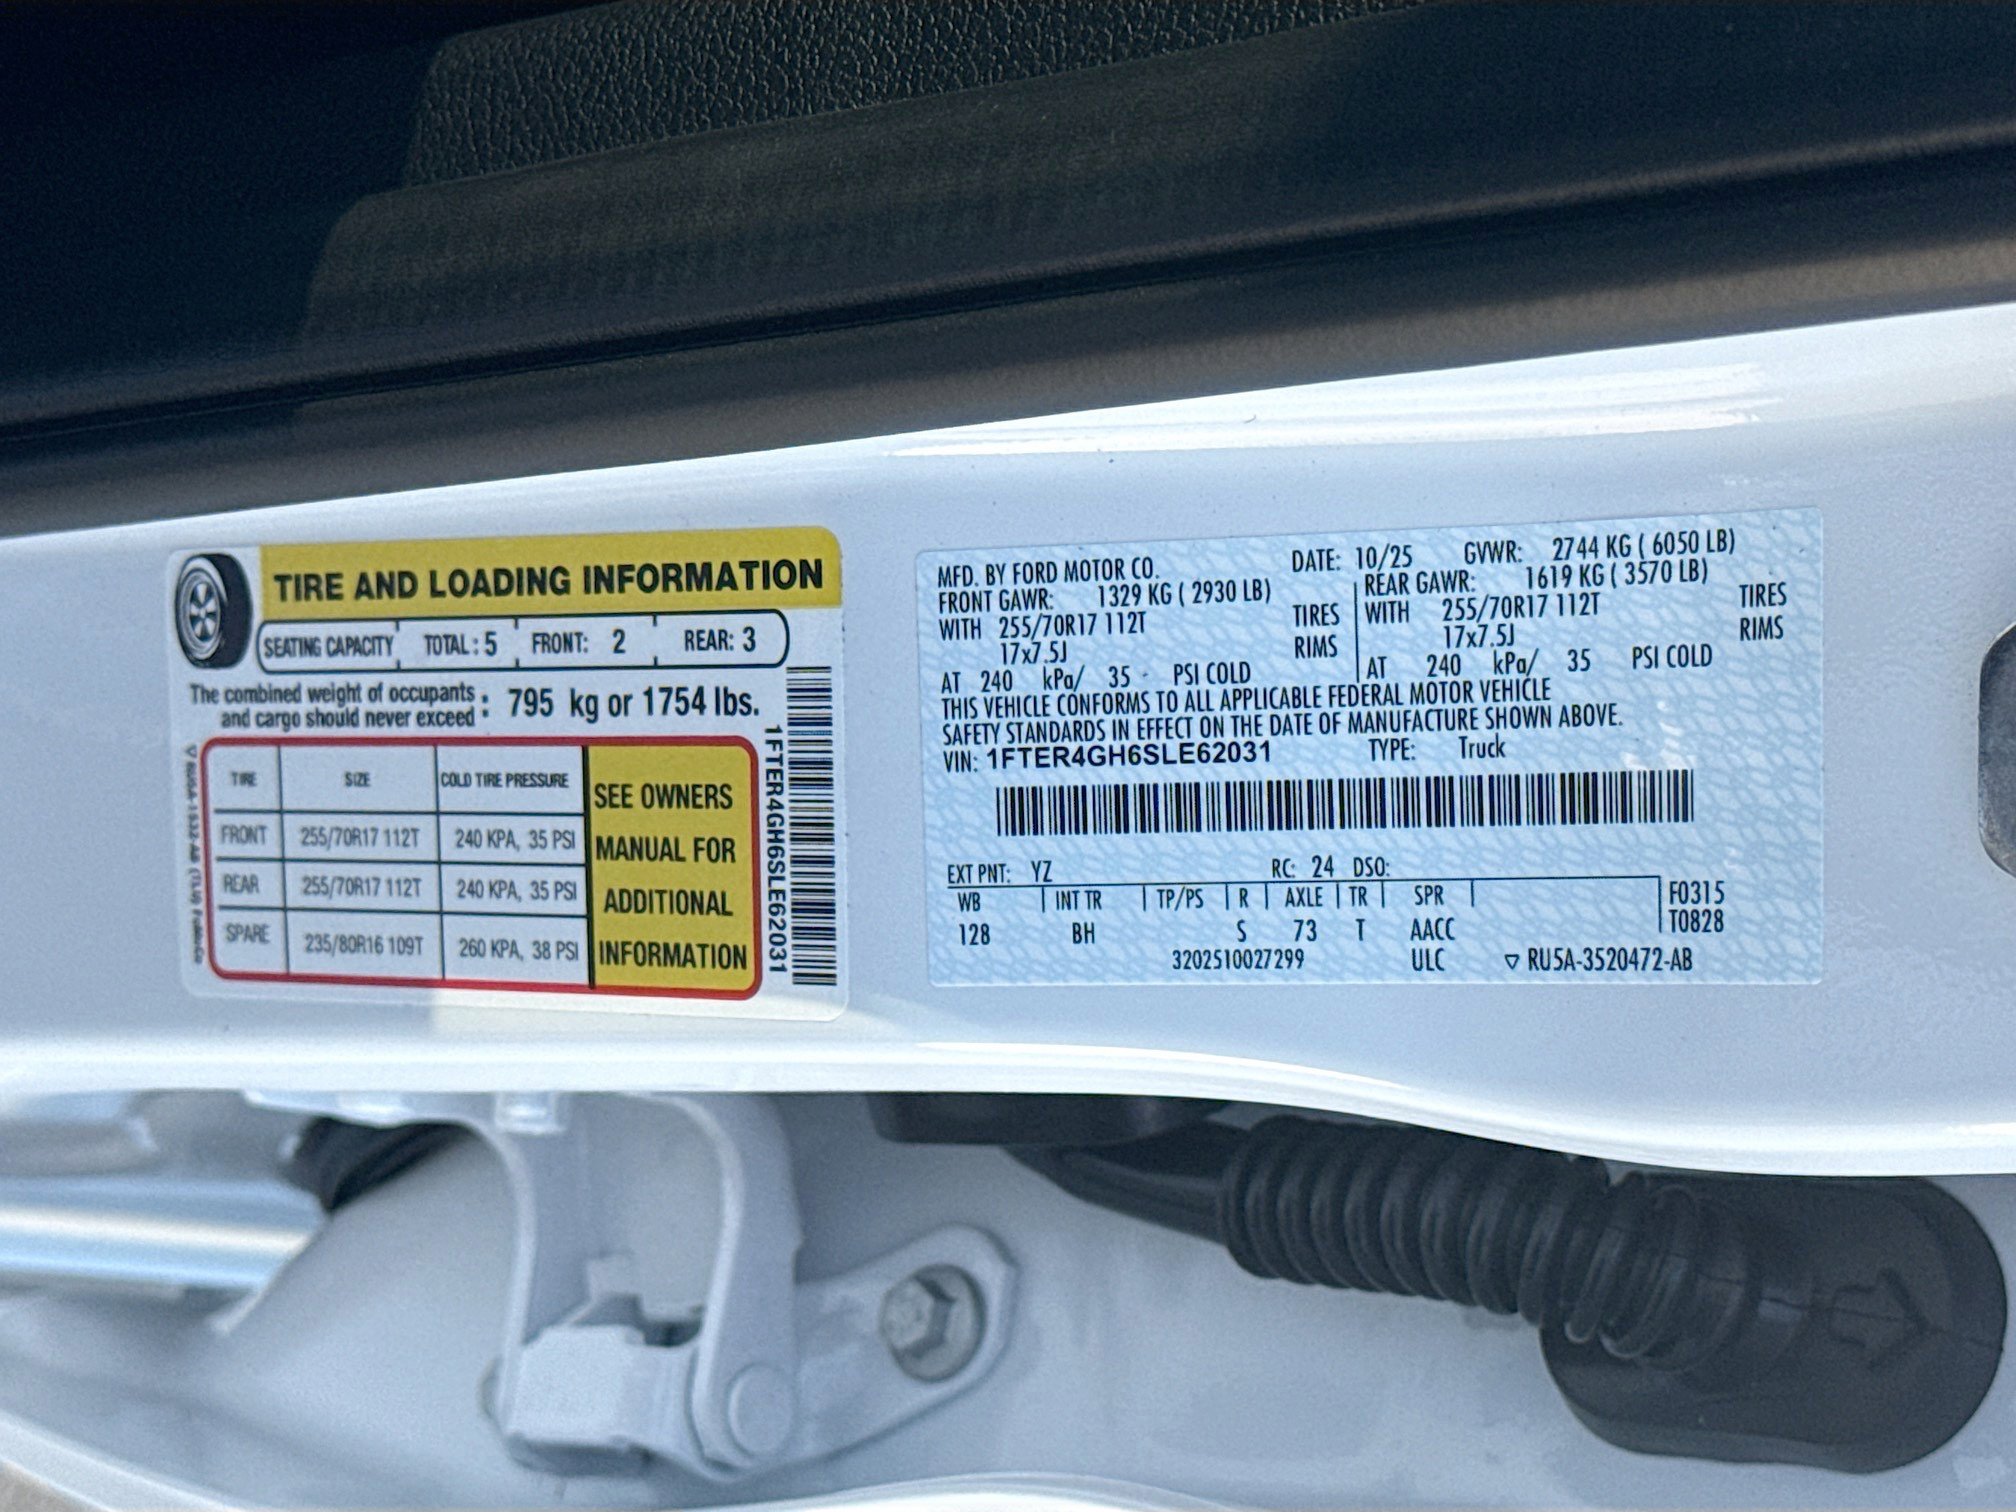 TIRE AND LOADING INFORMATION
SEATING CAPACITY TOTAL: 5 FRONT: 2 REAR: 3
The combined weight of occupants
and cargo should never exceed : 795 kg or 1754 lbs.
TIRE SIZE COLD TIRE PRESSURE
FRONT 255/70R17 112T 240 KPA, 35 PSI
REAR 255/70R17 112T 240 KPA, 35 PSI
SPARE 235/80R16 109T 260 KPA, 38 PSI
SEE OWNERS
MANUAL FOR
ADDITIONAL
INFORMATION
1FTER4GH6SLE62031
MFD. BY FORD MOTOR CO. DATE: 10/25 GVWR: 2744 KG ( 6050 LB)
FRONT GAWR: 1329 KG ( 2930 LB) REAR GAWR: 1619 KG ( 3570 LB)
WITH 255/70R17 112T TIRES WITH 255/70R17 112T TIRES
17x7.5J RIMS 17x7.5J RIMS
AT 240 kPa/ 35 PSI COLD AT 240 kPa/ 35 PSI COLD
THIS VEHICLE CONFORMS TO ALL APPLICABLE FEDERAL MOTOR VEHICLE
SAFETY STANDARDS IN EFFECT ON THE DATE OF MANUFACTURE SHOWN ABOVE.
VIN: 1FTER4GH6SLE62031 TYPE: Truck
EXT PNT: YZ RC: 24 DSO:
WB INT TR TP/PS R AXLE TR SPR F0315
128 BH S 73 T AACC T0828
3202510027299 ULC ▽ RU5A-3520472-AB